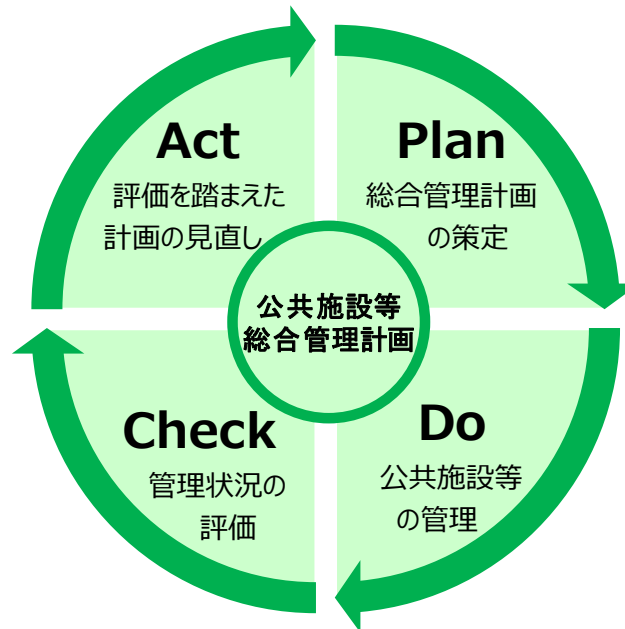 Act
評価を踏まえた
計画の見直し
Plan
総合管理計画
の策定
公共施設等
総合管理計画
Check
管理状況の
評価
Do
公共施設等
の管理